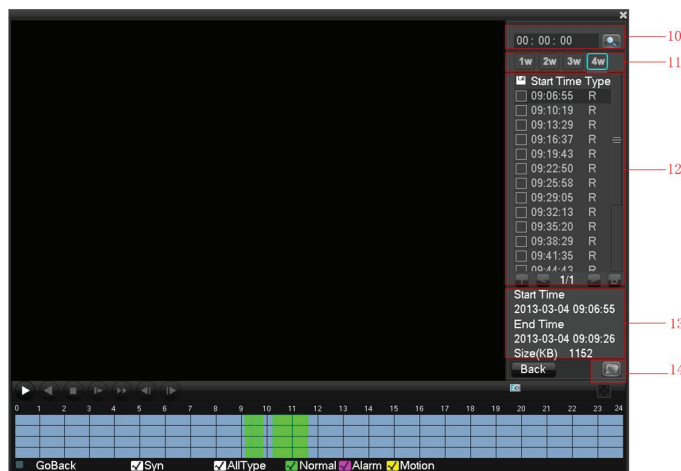 00: 00: 00
10
1w 2w 3w 4w
11
Start Time Type
09:06:55 R
09:10:19 R
09:13:29 R
09:16:37 R
09:19:43 R
09:22:50 R
12
09:25:58 R
09:29:05 R
09:32:13 R
09:35:20 R
09:38:29 R
09:41:35 R
09:44:43 R
1/1
Start Time
2013-03-04 09:06:55
End Time
13
2013-03-04 09:09:26
Size(KB) 1152
Back
14
0 1 2 3 4 5 6 7 8 9 10 11 12 13 14 15 16 17 18 19 20 21 22 23 24
GoBack Syn AllType Normal Alarm Motion